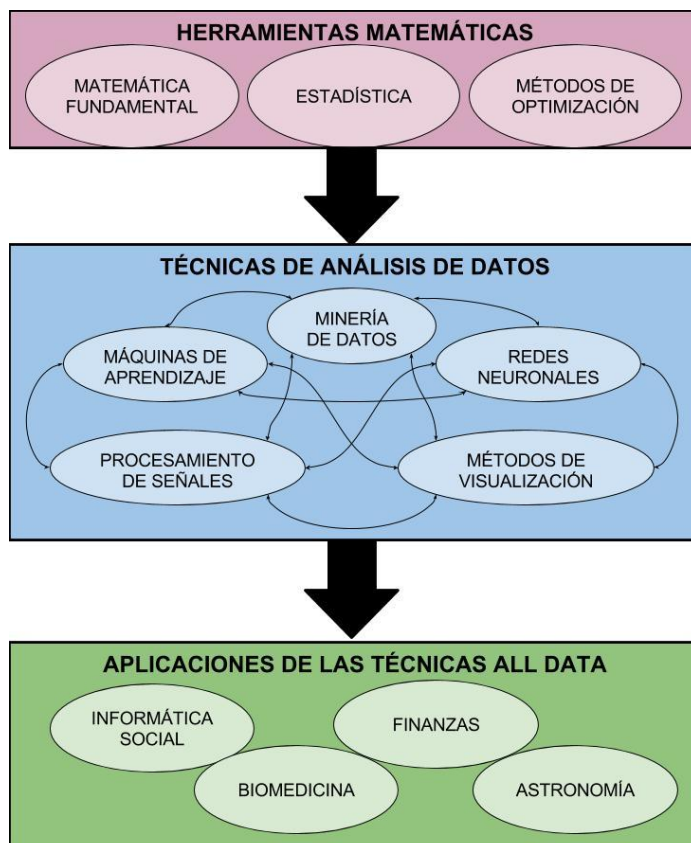 HERRAMIENTAS MATEMÁTICAS
MATEMÁTICA
FUNDAMENTAL
ESTADÍSTICA
MÉTODOS DE
OPTIMIZACIÓN
TÉCNICAS DE ANÁLISIS DE DATOS
MINERÍA
DE DATOS
MÁQUINAS DE
APRENDIZAJE
REDES
NEURONALES
PROCESAMIENTO
DE SEÑALES
MÉTODOS DE
VISUALIZACIÓN
APLICACIONES DE LAS TÉCNICAS ALL DATA
INFORMÁTICA
SOCIAL
FINANZAS
BIOMEDICINA
ASTRONOMÍA